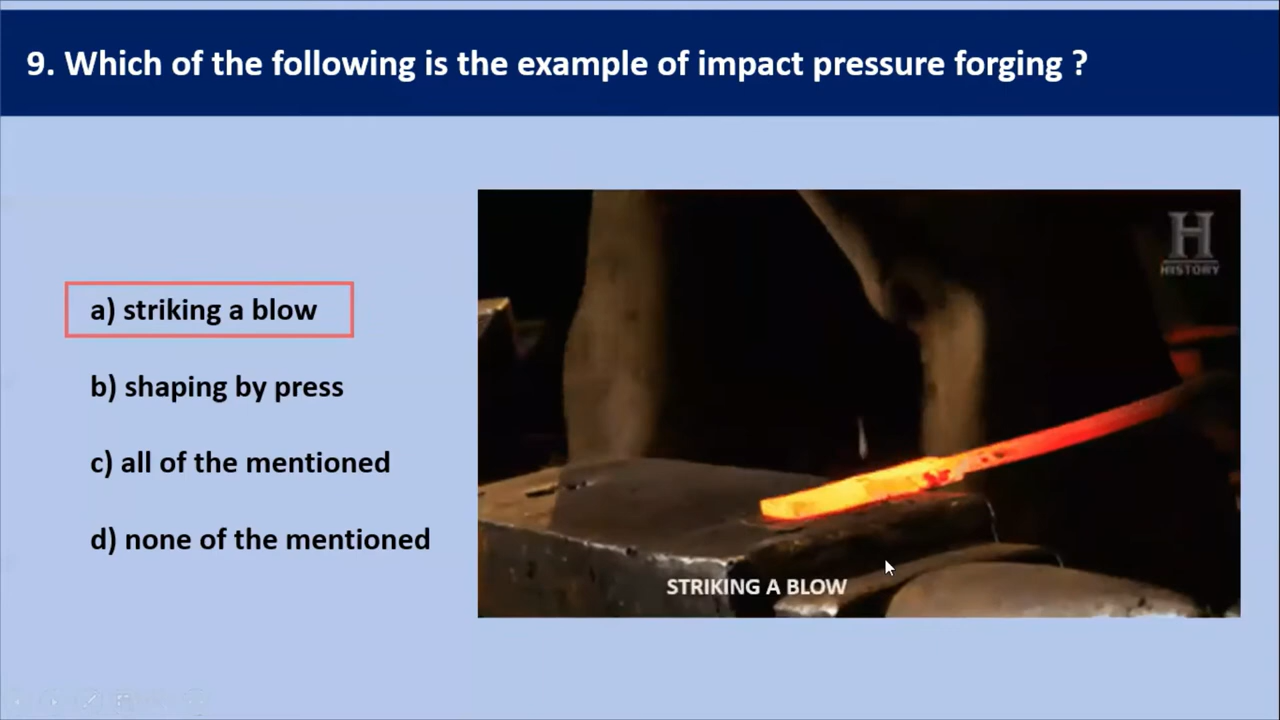 9. Which of the following is the example of impact pressure forging ?
H
HISTORY
a) striking a blow
b) shaping by press
c) all of the mentioned
d) none of the mentioned
STRIKING A BLOW